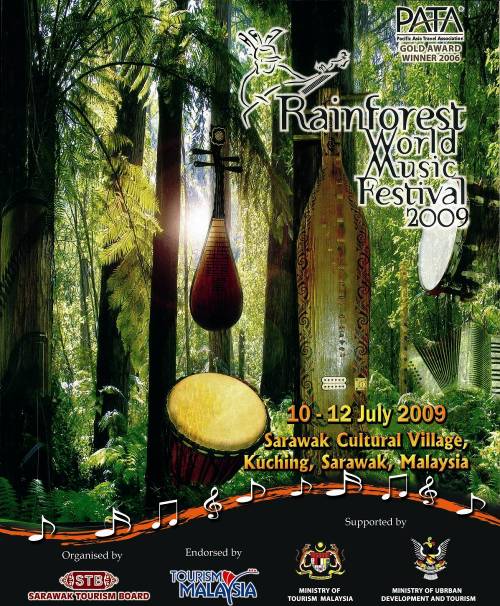 PATA
Pacific Asia Travel Association
GOLD AWARD
WINNER 2006
Rainforest
World
Music
Festival
2009
10 - 12 July 2009
Sarawak Cultural Village,
Kuching, Sarawak, Malaysia
Supported by
Organised by
Endorsed by
STB
SARAWAK TOURISM BOARD
TOURISM
MALAYSIA
MINISTRY OF
TOURISM MALAYSIA
MINISTRY OF UBRBAN
DEVELOPMENT AND TOURISM